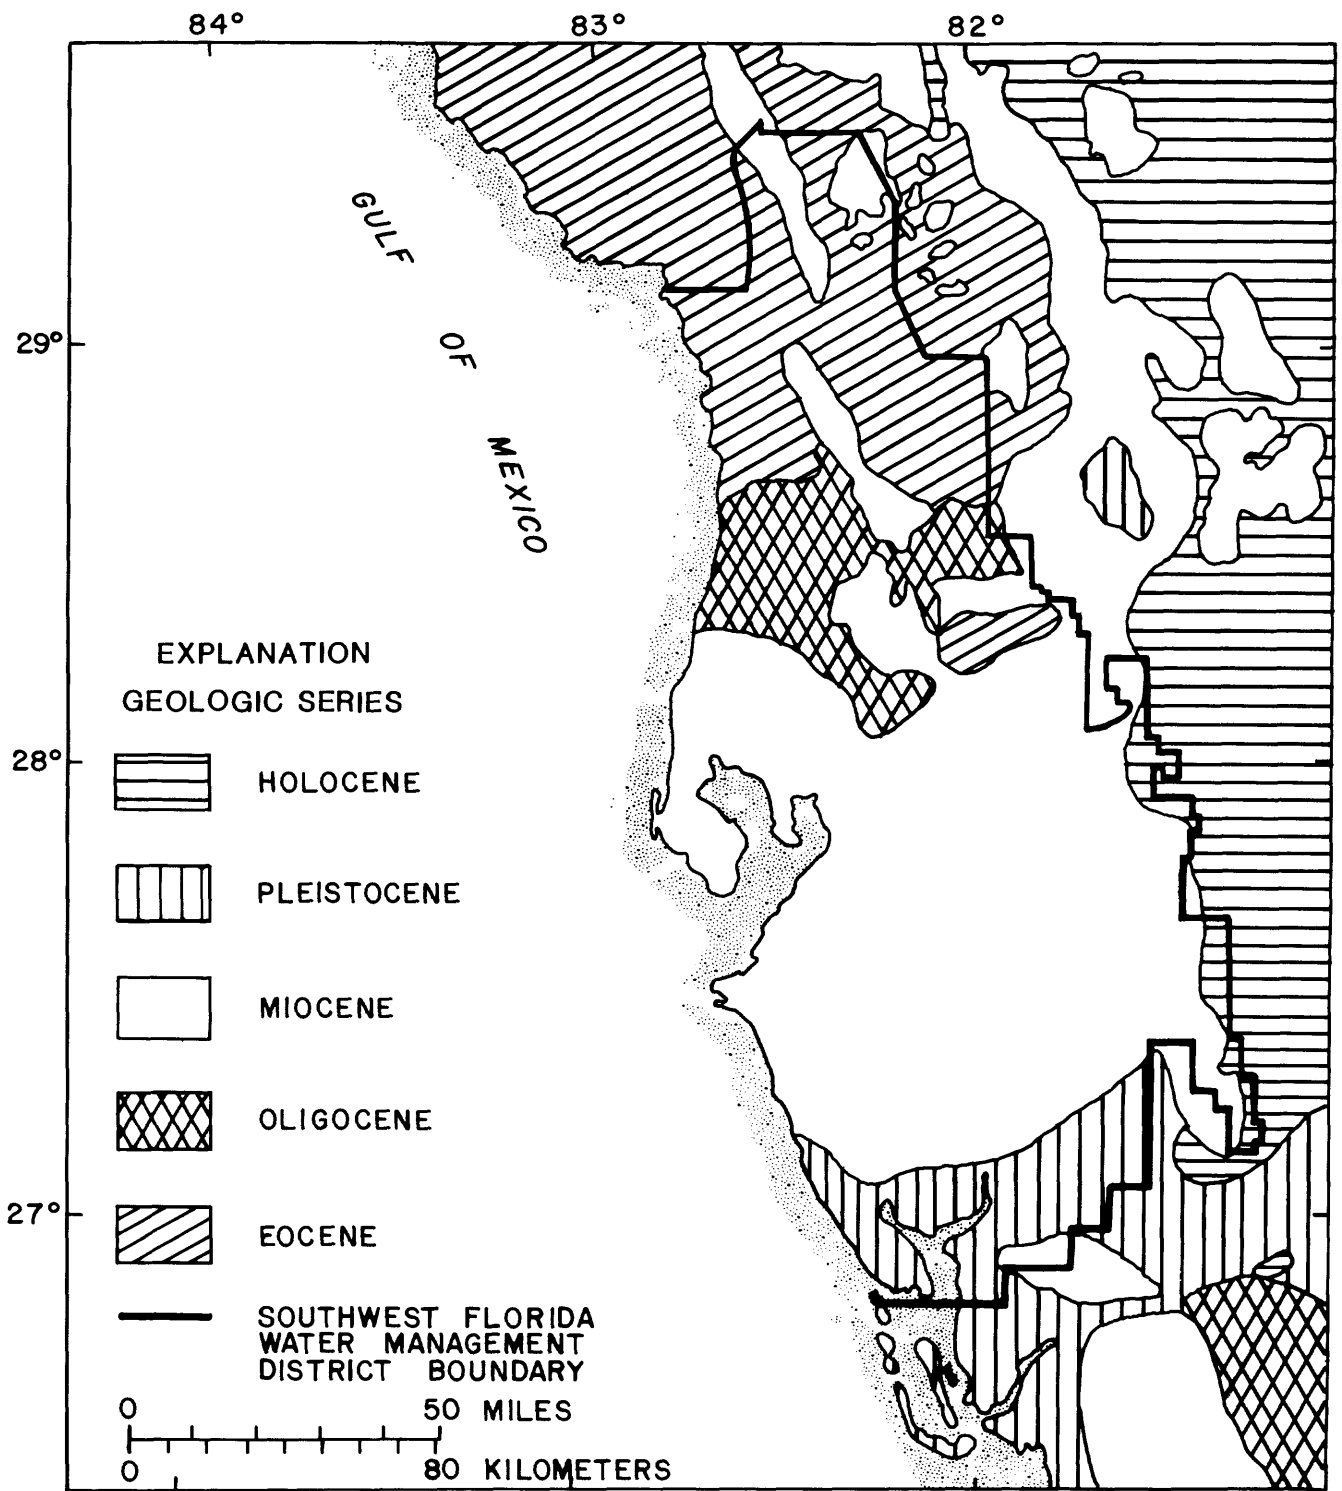 84° 83° 82°
GULF
OF
MEXICO
29°
28°
27°
EXPLANATION
GEOLOGIC SERIES
HOLOCENE
PLEISTOCENE
MIOCENE
OLIGOCENE
EOCENE
SOUTHWEST FLORIDA
WATER MANAGEMENT
DISTRICT BOUNDARY
0 50 MILES
0 80 KILOMETERS